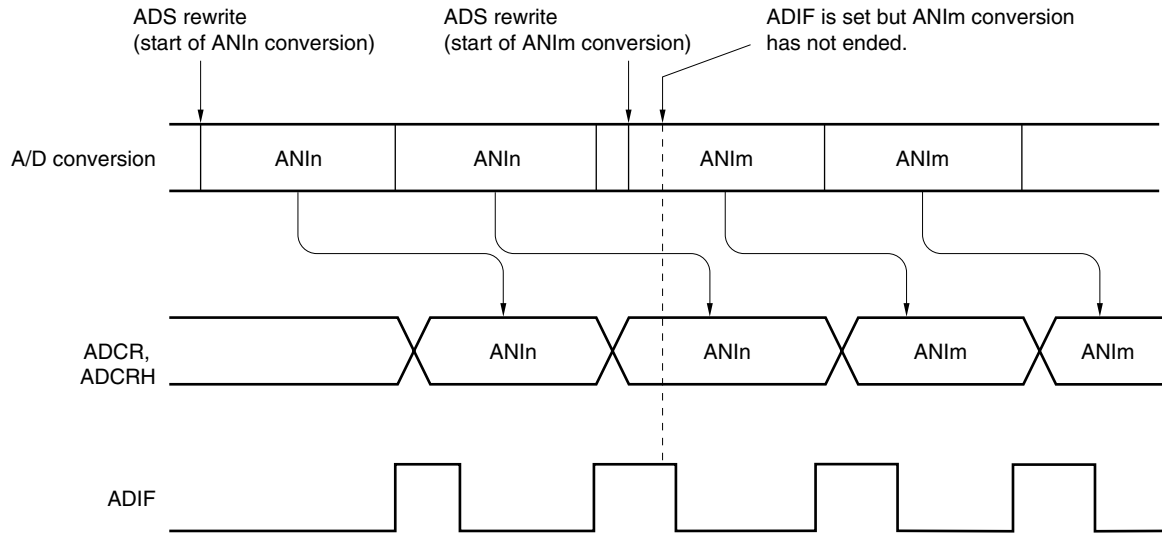 ADS rewrite
(start of ANIn conversion)
ADS rewrite
(start of ANIm conversion)
ADIF is set but ANIm conversion
has not ended.
A/D conversion
ANIn
ANIn
ANIm
ANIm
ADCR,
ADCRH
ANIn
ANIn
ANIm
ANIm
ADIF